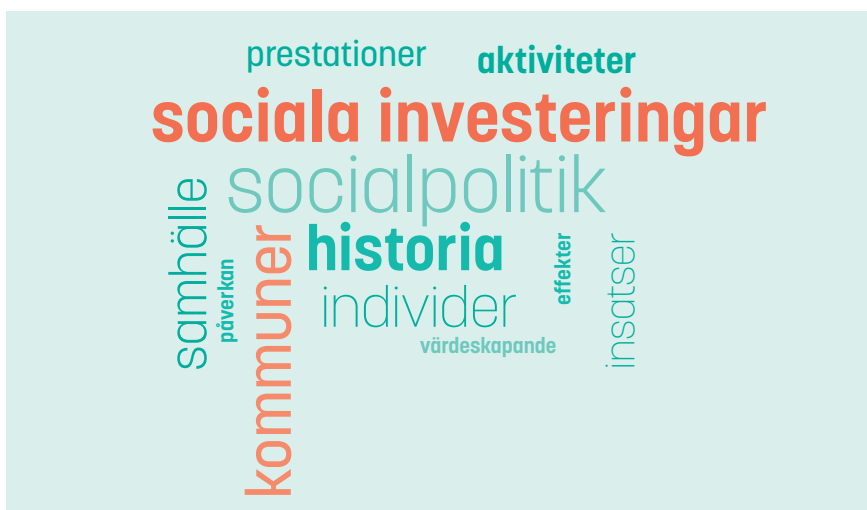 prestationer
aktiviteter
sociala investeringar
socialpolitik
samhälle
påverkan
kommuner
historia
individer
värdeskapande
effekter
insatser